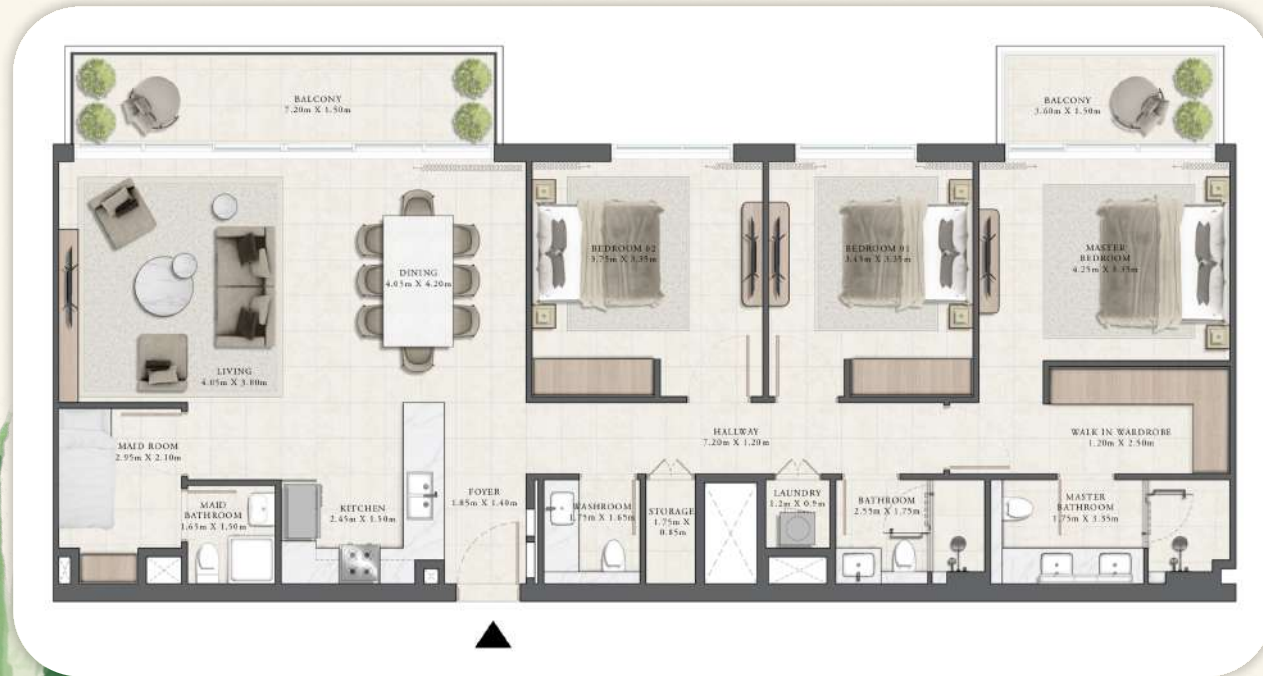 BALCONY
7.20m X 1.50m
BALCONY
3.60m X 1.50m
BEDROOM 02
3.75m X 3.35m
BEDROOM 01
3.45m X 3.35m
MASTER
BEDROOM
4.25m X 3.35m
DINING
4.05m X 4.20m
LIVING
4.05m X 3.80m
MAID ROOM
2.95m X 2.10m
HALLWAY
7.20m X 1.20m
WALK IN WARDROBE
1.20m X 2.50m
MAID
BATHROOM
1.65m X 1.50m
KITCHEN
2.45m X 1.50m
FOYER
1.85m X 1.40m
WASHROOM
1.75m X 1.65m
STORAGE
1.75m X
0.85m
LAUNDRY
1.2m X 0.9m
BATHROOM
2.55m X 1.75m
MASTER
BATHROOM
1.75m X 3.35m